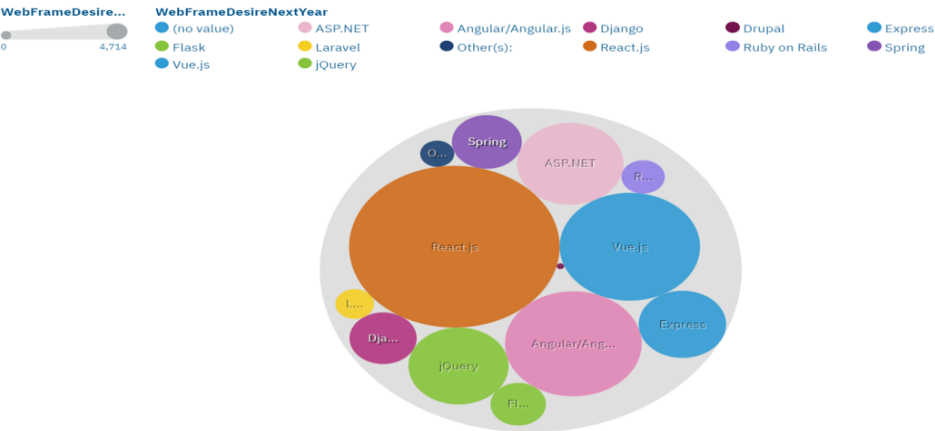 WebFrameDesire...
0
4,714
WebFrameDesireNextYear
(no value)
ASP.NET
Angular/Angular.js
Django
Drupal
Express
Flask
Laravel
Other(s):
React.js
Ruby on Rails
Spring
Vue.js
jQuery
O...
Spring
ASP.NET
R...
React.js
Vue.js
L...
Dja...
Express
Angular/Ang...
jQuery
Fl...